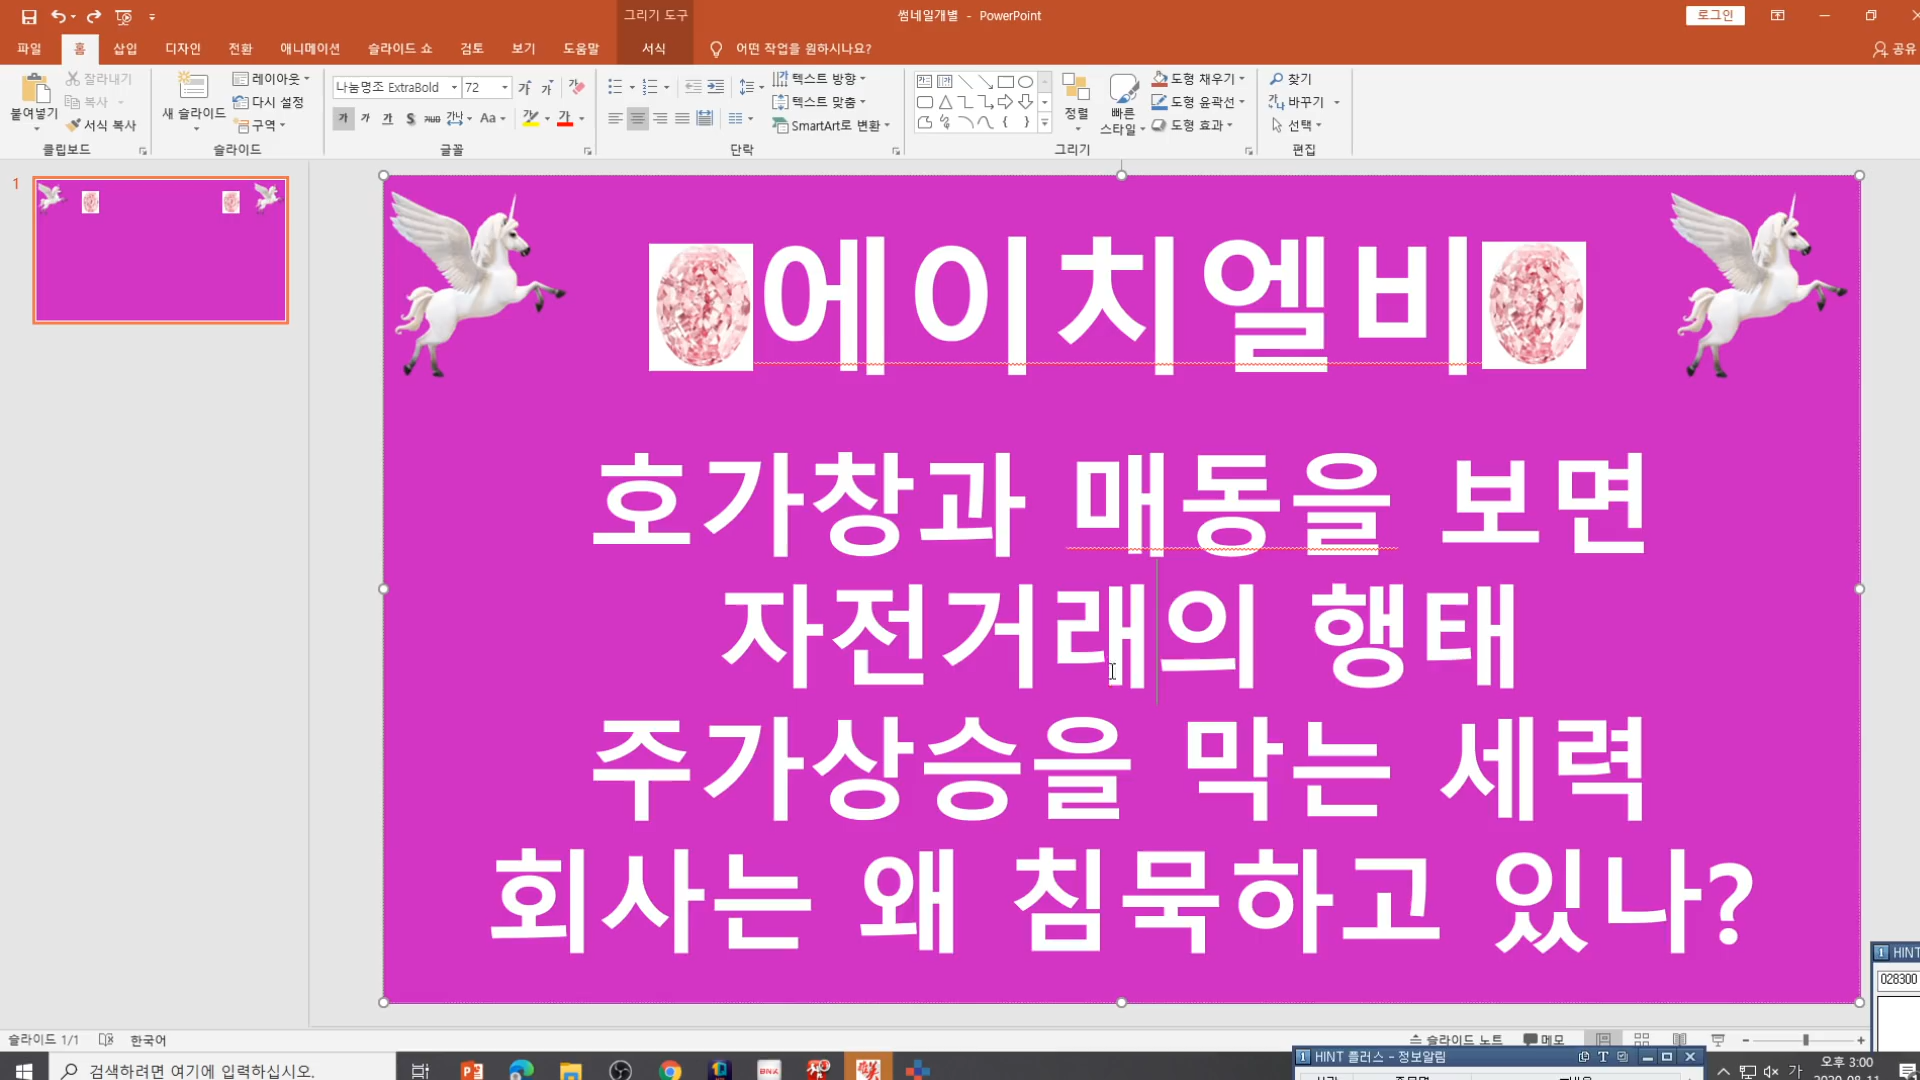 그리기 도구
썸네일개별 - PowerPoint
로그인
파일 홈 삽입 디자인 전환 애니메이션 슬라이드 쇼 검토 보기 도움말 서식 어떤 작업을 원하시나요? 공유
붙여넣기
잘라내기
복사
서식 복사
클립보드
새 슬라이드
레이아웃
다시 설정
구역
슬라이드
나눔명조 ExtraBold 72
가 가 가 S 가나 Aa 가
글꼴
텍스트 방향
텍스트 맞춤
SmartArt로 변환
단락
정렬
빠른 스타일
도형 채우기
도형 윤곽선
도형 효과
그리기
찾기
바꾸기
선택
편집
1
에이치엘비
호가창과 매동을 보면
자전거래의 행태
주가상승을 막는 세력
회사는 왜 침묵하고 있나?
HINT
028300
슬라이드 1/1 한국어
슬라이드 노트 메모
HINT 플러스 - 정보알림
검색하려면 여기에 입력하십시오.
가
오후 3:00